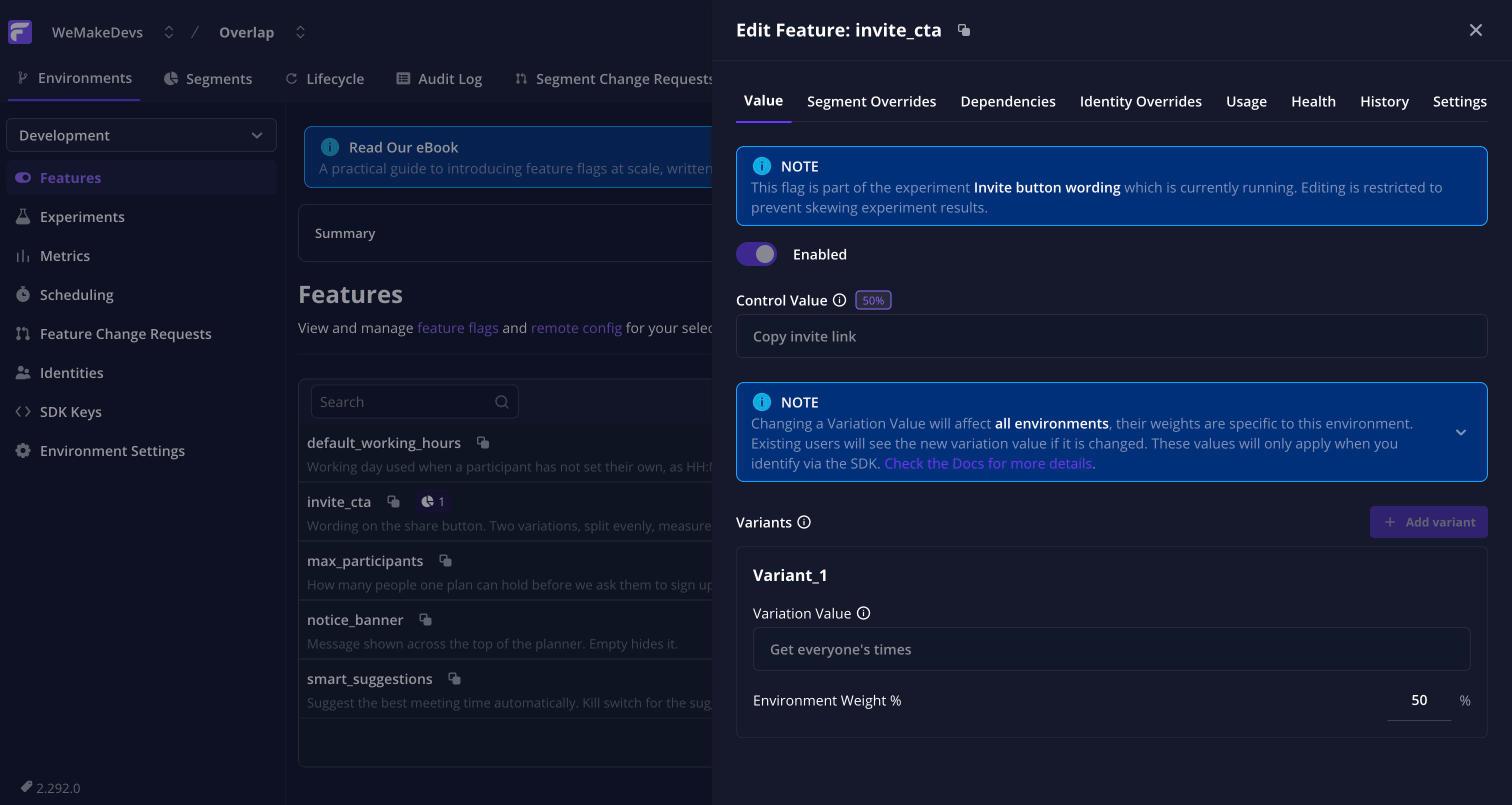 WeMakeDevs / Overlap
Environments Segments Lifecycle Audit Log Segment Change Requests
Development
Features
Experiments
Metrics
Scheduling
Feature Change Requests
Identities
SDK Keys
Environment Settings
2.292.0
Read Our eBook
A practical guide to introducing feature flags at scale, written
Summary
Features
View and manage feature flags and remote config for your selec
Search
default_working_hours
Working day used when a participant has not set their own, as HH:
invite_cta 1
Wording on the share button. Two variations, split evenly, measure
max_participants
How many people one plan can hold before we ask them to sign up
notice_banner
Message shown across the top of the planner. Empty hides it.
smart_suggestions
Suggest the best meeting time automatically. Kill switch for the sug
Edit Feature: invite_cta
Value Segment Overrides Dependencies Identity Overrides Usage Health History Settings
NOTE
This flag is part of the experiment Invite button wording which is currently running. Editing is restricted to
prevent skewing experiment results.
Enabled
Control Value 50%
Copy invite link
NOTE
Changing a Variation Value will affect all environments, their weights are specific to this environment.
Existing users will see the new variation value if it is changed. These values will only apply when you
identify via the SDK. Check the Docs for more details.
Variants
+ Add variant
Variant_1
Variation Value
Get everyone's times
Environment Weight % 50 %